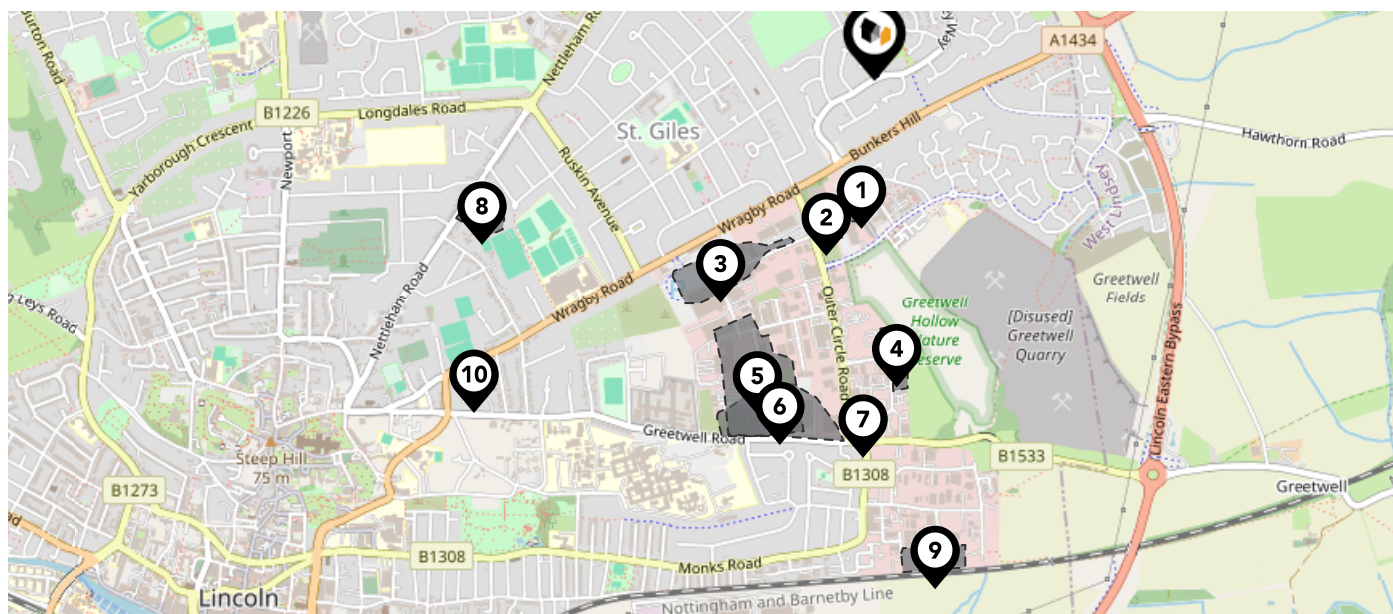 Burton Road
Nettleham Ro
y Way
A1434
B1226
Longdales Road
St. Giles
Yarborough Crescent
Newport
Ruskin Avenue
Bunkers Hill
Hawthorn Road
Wragby Road
West Lindsey
1
2
8
3
Nettleham Road
Wragby Road
Outer Circle Road
Greetwell
Hollow
Nature
Reserve
[Disused]
Greetwell
Quarry
Greetwell
Fields
Lincoln Eastern Bypass
Leys Road
4
10
5
6
7
Greetwell Road
Steep Hill
75 m
B1273
B1308
B1533
Greetwell
ad
B1308
Monks Road
9
Lincoln
Nottingham and Barnetby Line